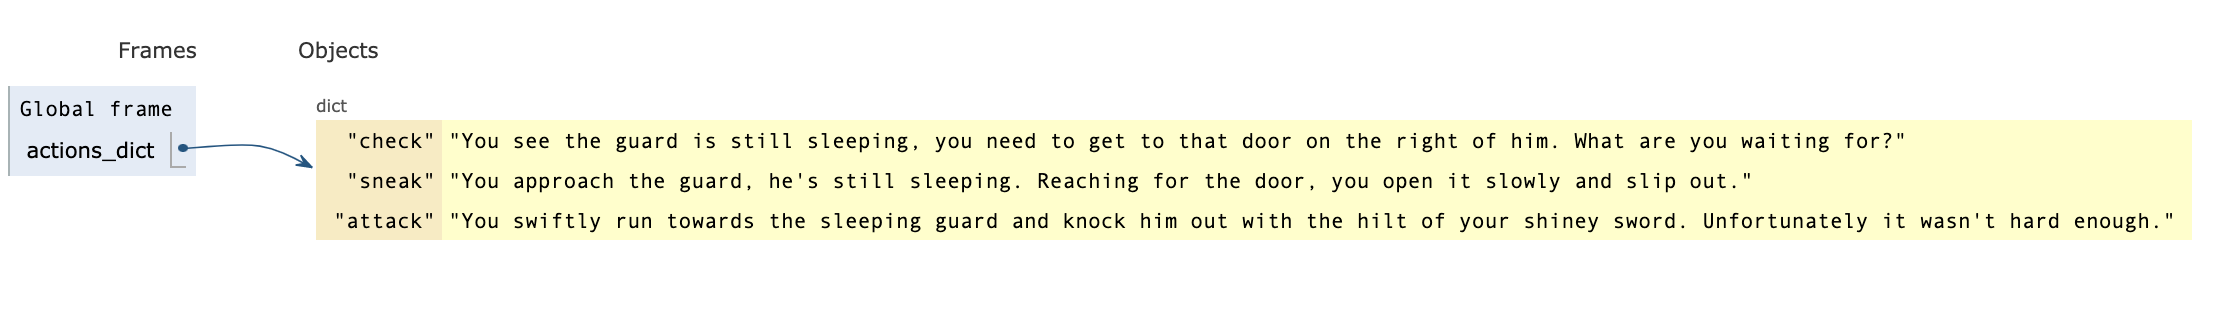 Frames Objects
Global frame
actions_dict
dict
"check" "You see the guard is still sleeping, you need to get to that door on the right of him. What are you waiting for?"
"sneak" "You approach the guard, he's still sleeping. Reaching for the door, you open it slowly and slip out."
"attack" "You swiftly run towards the sleeping guard and knock him out with the hilt of your shiney sword. Unfortunately it wasn't hard enough."